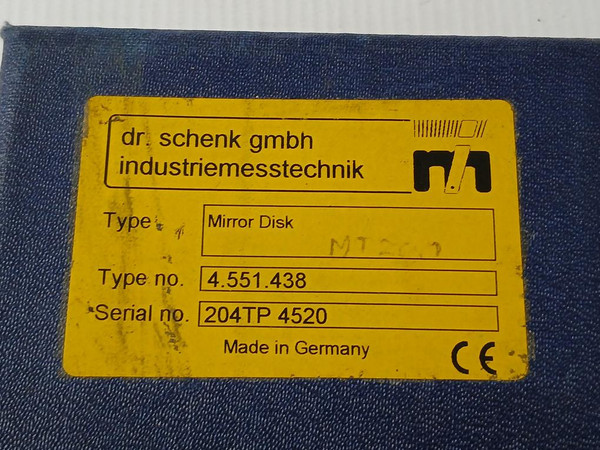 dr. schenk gmbh
industriemesstechnik
Type
Mirror Disk
Type no. 4.551.438
Serial no. 204TP 4520
Made in Germany
CE